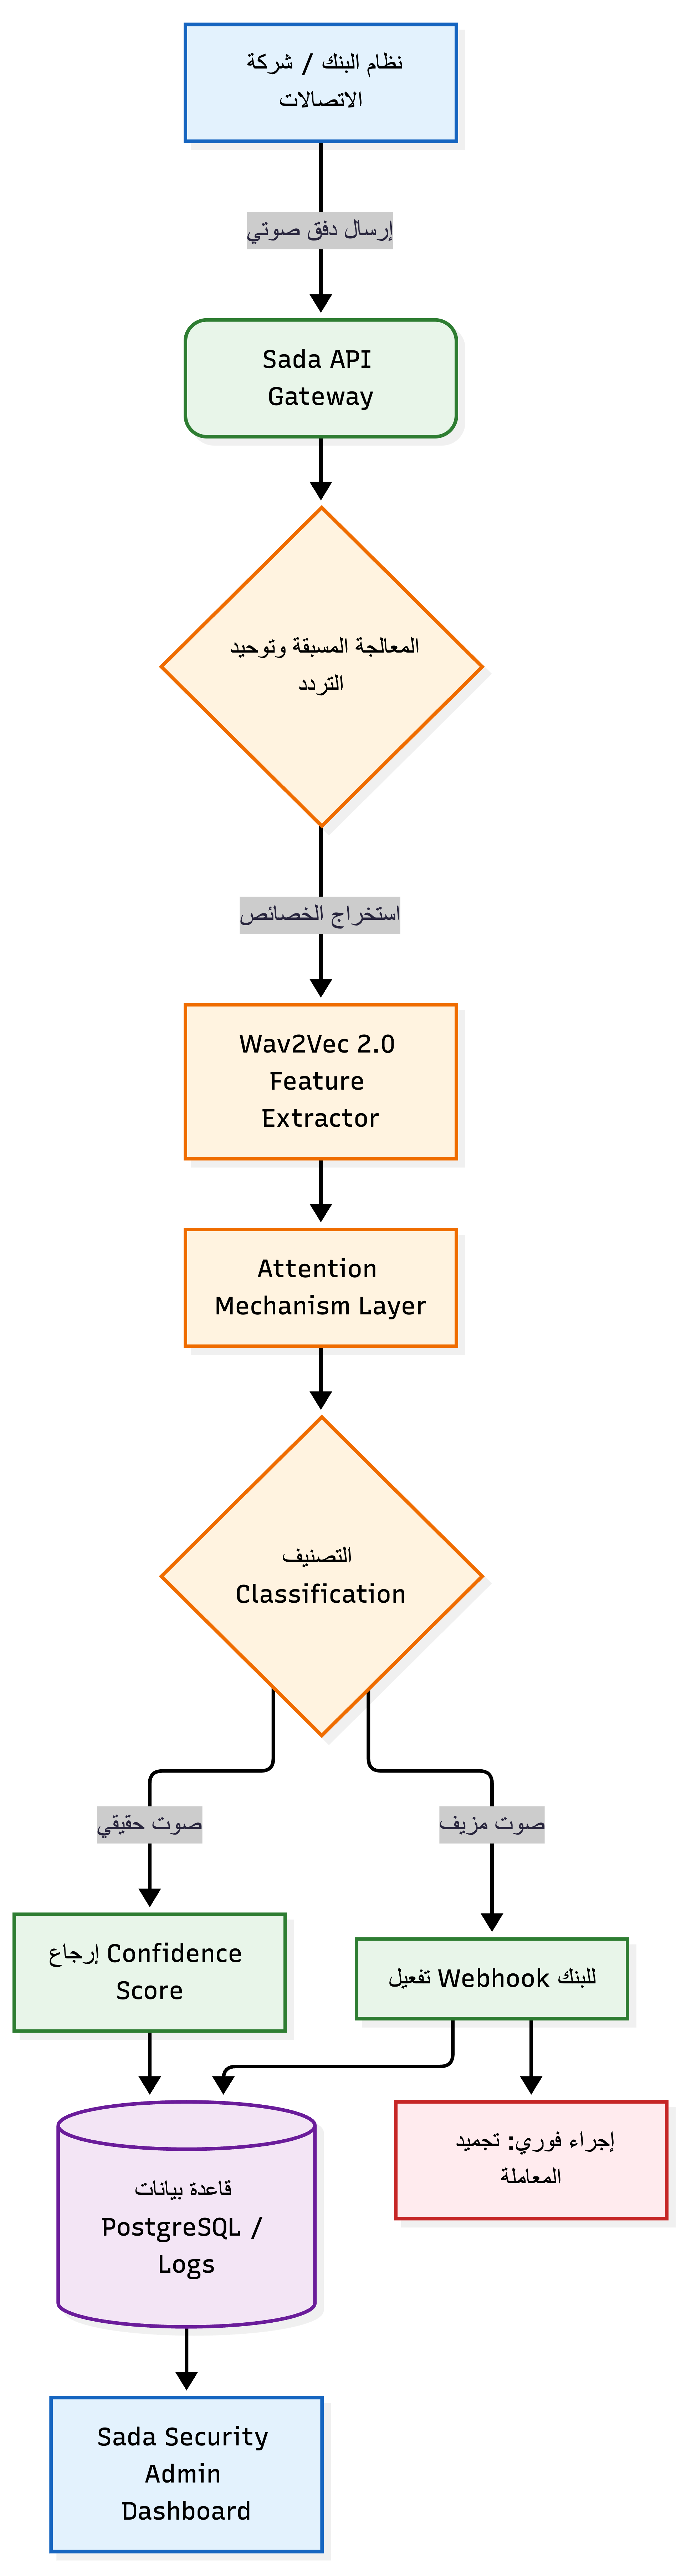 نظام البنك / شركة
الاتصالات
إرسال دفق صوتي
Sada API
Gateway
المعالجة المسبقة وتوحيد
التردد
استخراج الخصائص
Wav2Vec 2.0
Feature
Extractor
Attention
Mechanism Layer
التصنيف
Classification
صوت حقيقي
صوت مزيف
إرجاع Confidence
Score
تفعيل Webhook للبنك
قاعدة بيانات
PostgreSQL /
Logs
إجراء فوري: تجميد
المعاملة
Sada Security
Admin
Dashboard